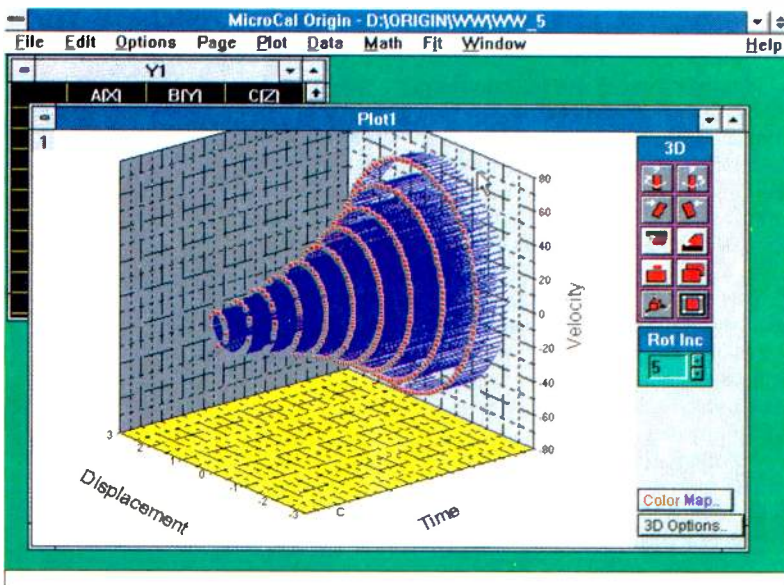 MicroCal Origin - D:\ORIGIN\WW\WW_5
File Edit Options Page Plot Data Math Fit Window Help
Y1
A[X] B[Y] C[Z]
Plot1
1
3D
80
60
40
20
0
-20
-40
-60
-80
Velocity
Rot Inc
5
3
2
1
0
-1
-2
-3
C
Displacement
Time
Color Map..
3D Options..